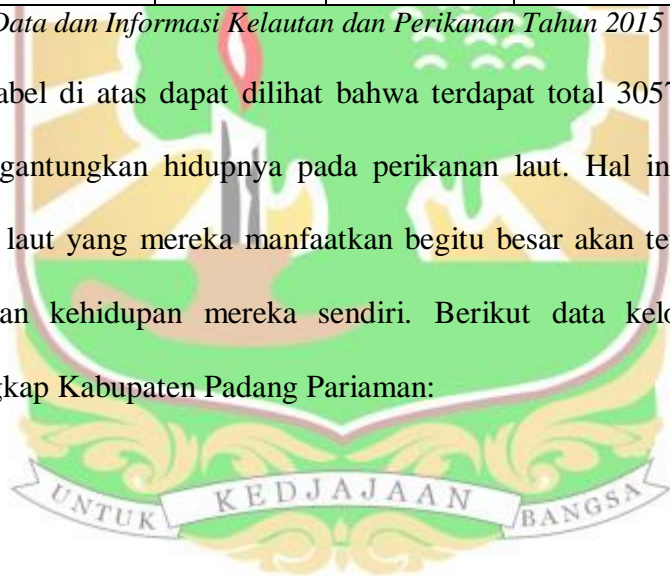 Data dan Informasi Kelautan dan Perikanan Tahun 2015
abel di atas dapat dilihat bahwa terdapat total 3057
gantungkan hidupnya pada perikanan laut. Hal in
laut yang mereka manfaatkan begitu besar akan te
an kehidupan mereka sendiri. Berikut data kelo
gkap Kabupaten Padang Pariaman:
UNTUK KEDJAJAAN BANGSA